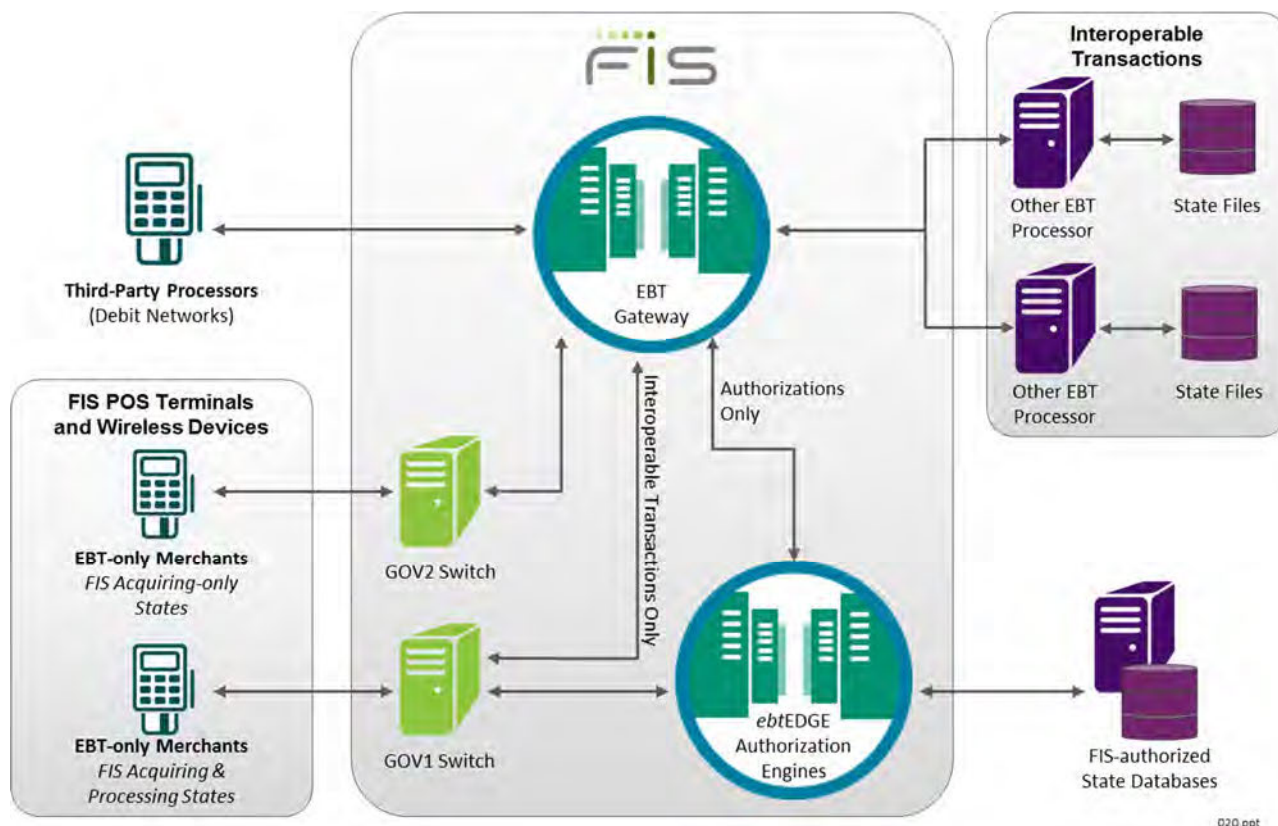 FIS
Interoperable
Transactions
Other EBT
Processor
State Files
Other EBT
Processor
State Files
EBT
Gateway
Third-Party Processors
(Debit Networks)
Authorizations
Only
Interoperable Transactions Only
FIS POS Terminals
and Wireless Devices
EBT-only Merchants
FIS Acquiring-only
States
GOV2 Switch
EBT-only Merchants
FIS Acquiring &
Processing States
GOV1 Switch
ebtEDGE
Authorization
Engines
FIS-authorized
State Databases
020.ppt